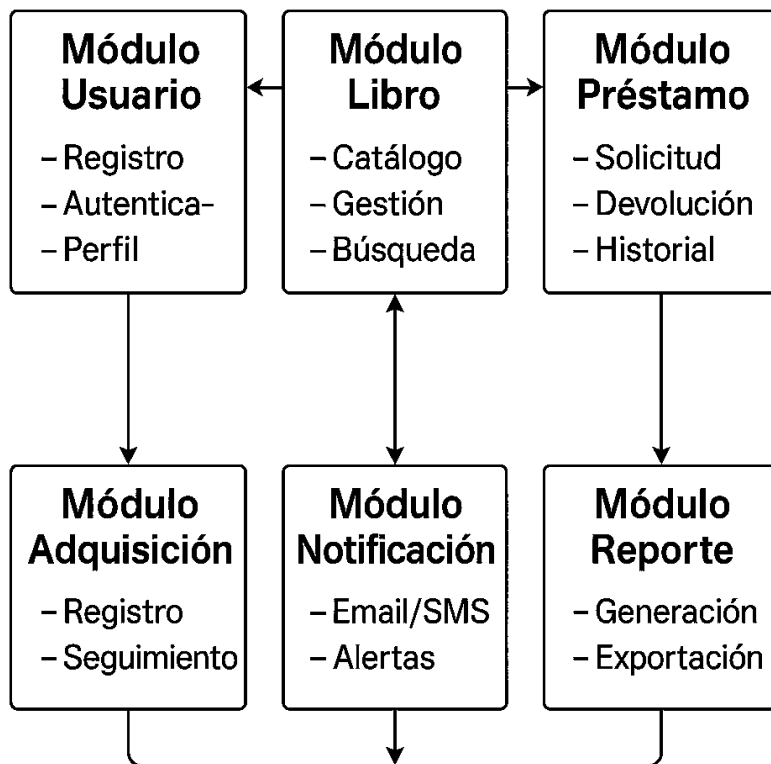 Módulo
Usuario
– Registro
– Autentica-
– Perfil
Módulo
Libro
– Catálogo
– Gestión
– Búsqueda
Módulo
Préstamo
– Solicitud
– Devolución
– Historial
Módulo
Adquisición
– Registro
– Seguimiento
Módulo
Notificación
– Email/SMS
– Alertas
Módulo
Reporte
– Generación
– Exportación